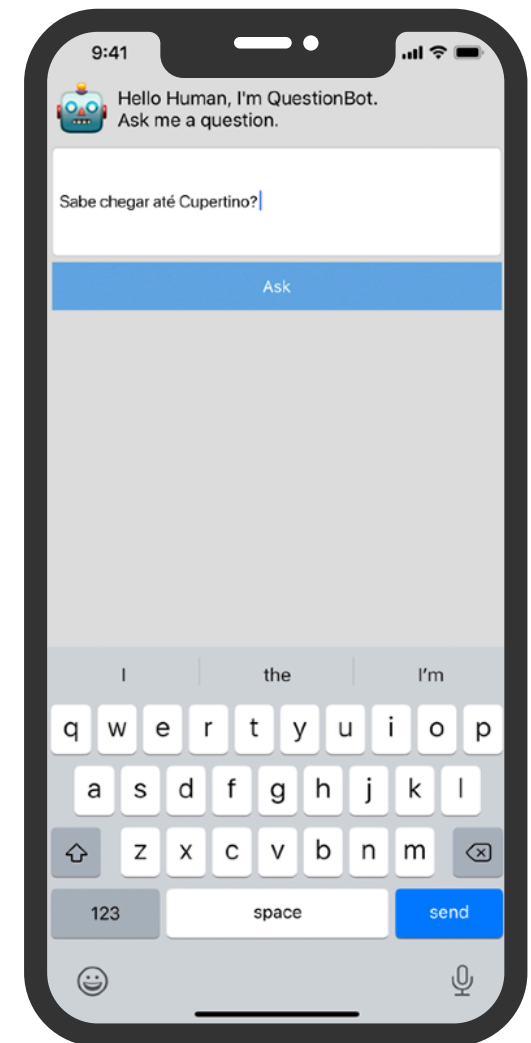 9:41
Hello Human, I'm QuestionBot.
Ask me a question.
Sabe chegar até Cupertino?
Ask
I the I'm
q w e r t y u i o p
a s d f g h j k l
z x c v b n m
123 space send